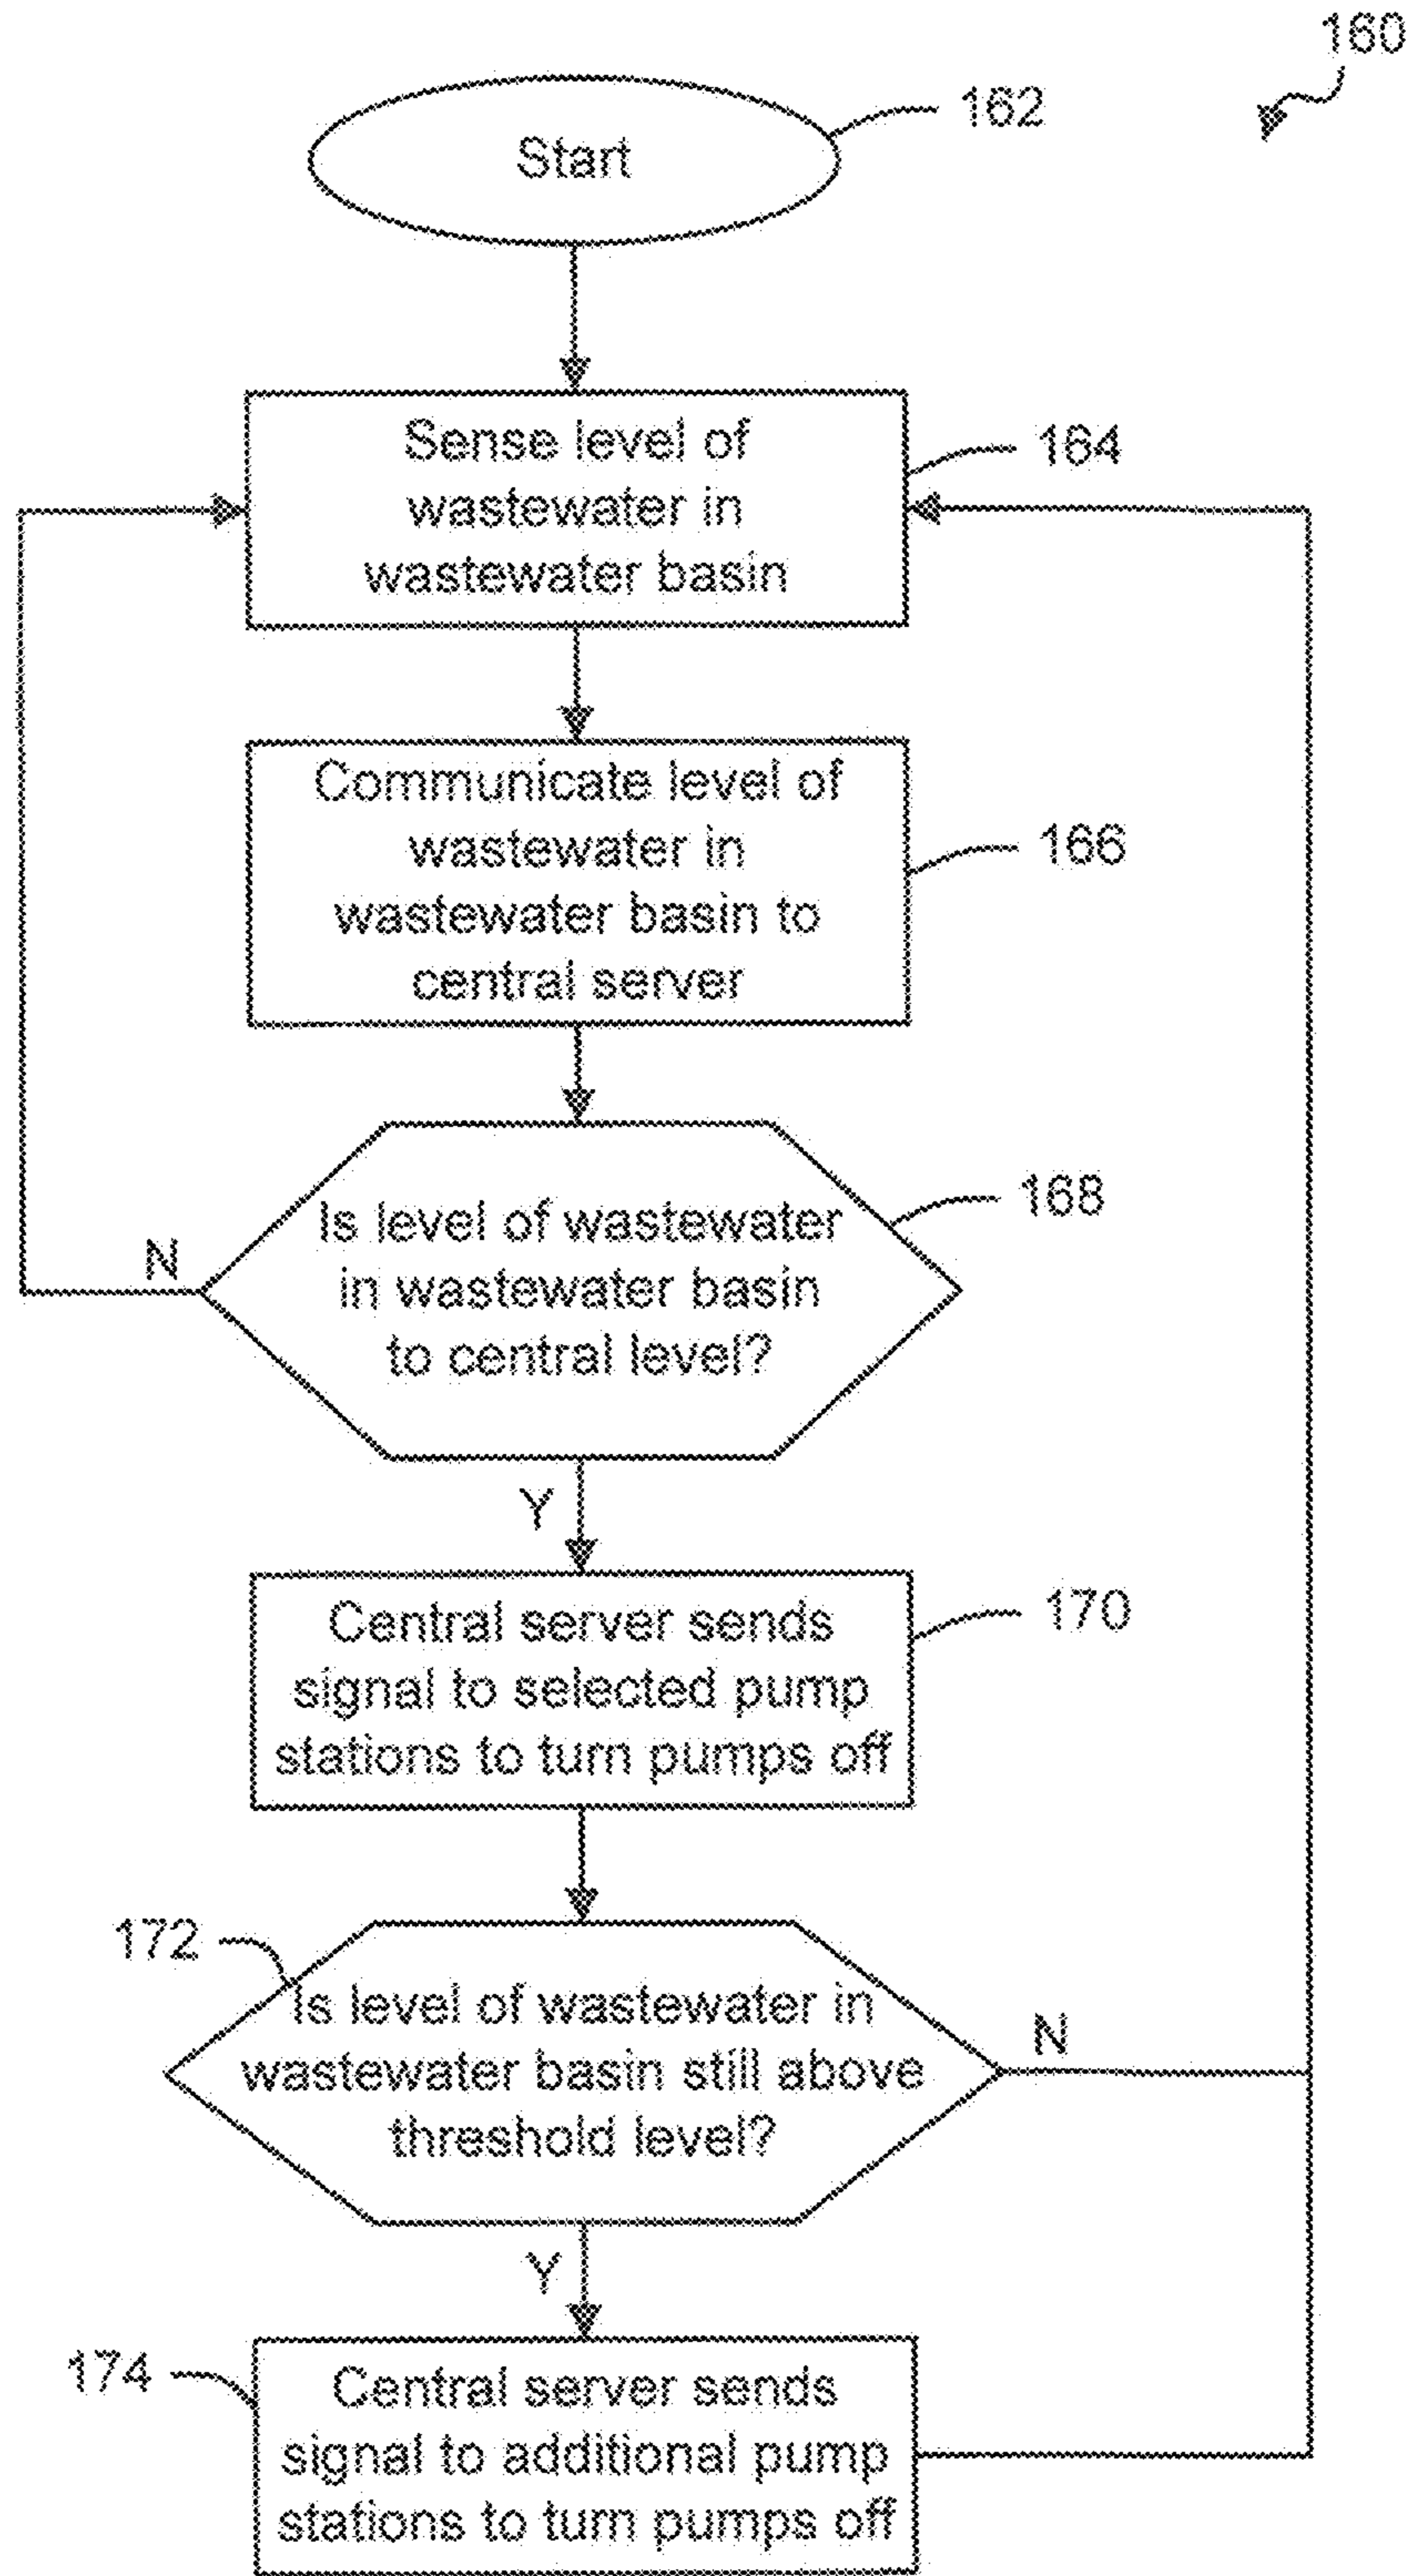 160
Start
162
Sense level of
wastewater in
wastewater basin
164
Communicate level of
wastewater in
wastewater basin to
central server
166
Is level of wastewater
in wastewater basin
to central level?
168
N
Y
Central server sends
signal to selected pump
stations to turn pumps off
170
172
Is level of wastewater in
wastewater basin still above
threshold level?
N
Y
174
Central server sends
signal to additional pump
stations to turn pumps off